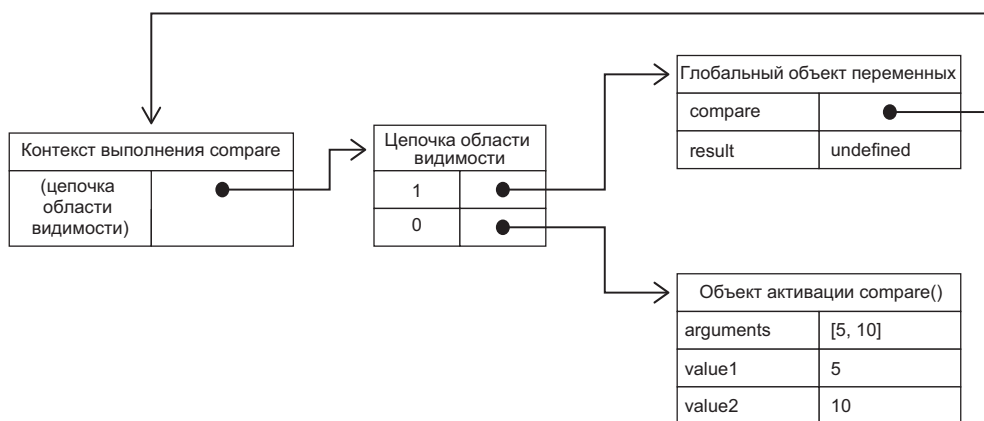 Глобальный объект переменных
compare
result undefined
Контекст выполнения compare
(цепочка
области
видимости)
Цепочка области
видимости
1
0
Объект активации compare()
arguments [5, 10]
value1 5
value2 10